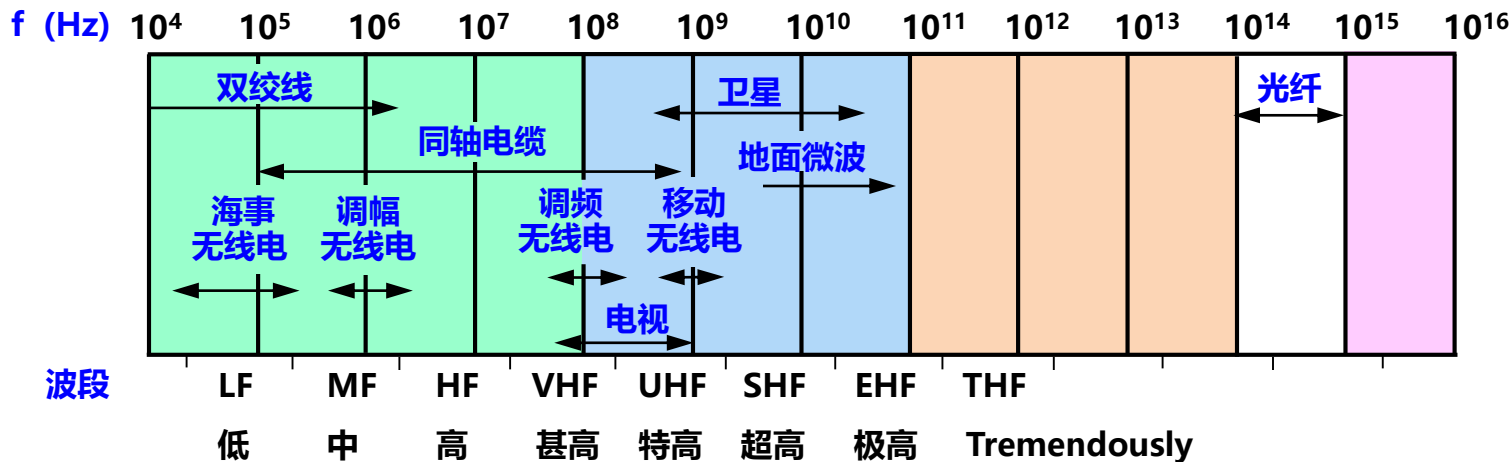 f (Hz) 10⁴ 10⁵ 10⁶ 10⁷ 10⁸ 10⁹ 10¹⁰ 10¹¹ 10¹² 10¹³ 10¹⁴ 10¹⁵ 10¹⁶
双绞线 卫星 光纤
同轴电缆 地面微波
海事 调幅 调频 移动
无线电 无线电 无线电 无线电
电视
波段 LF MF HF VHF UHF SHF EHF THF
低 中 高 甚高 特高 超高 极高 Tremendously